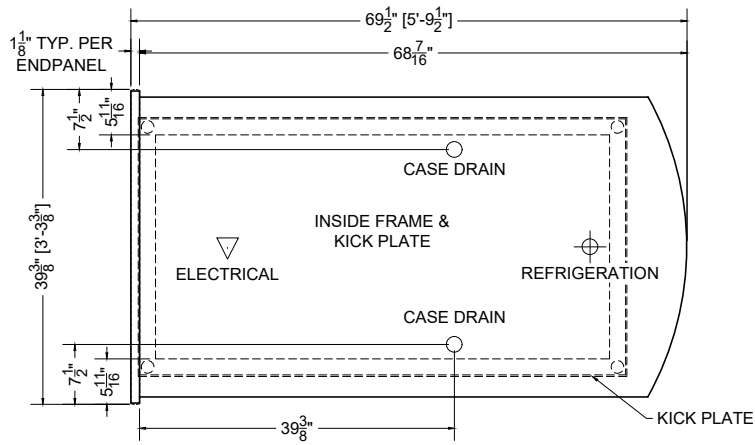 69 1/2" [5'-9 1/2"]
1 1/8" TYP. PER
ENDPANEL
68 7/16"
7 1/2"
5 11/16"
CASE DRAIN
INSIDE FRAME &
KICK PLATE
39 3/8" [3'-3 3/8"]
ELECTRICAL
REFRIGERATION
CASE DRAIN
7 1/2"
5 11/16"
KICK PLATE
39 3/8"